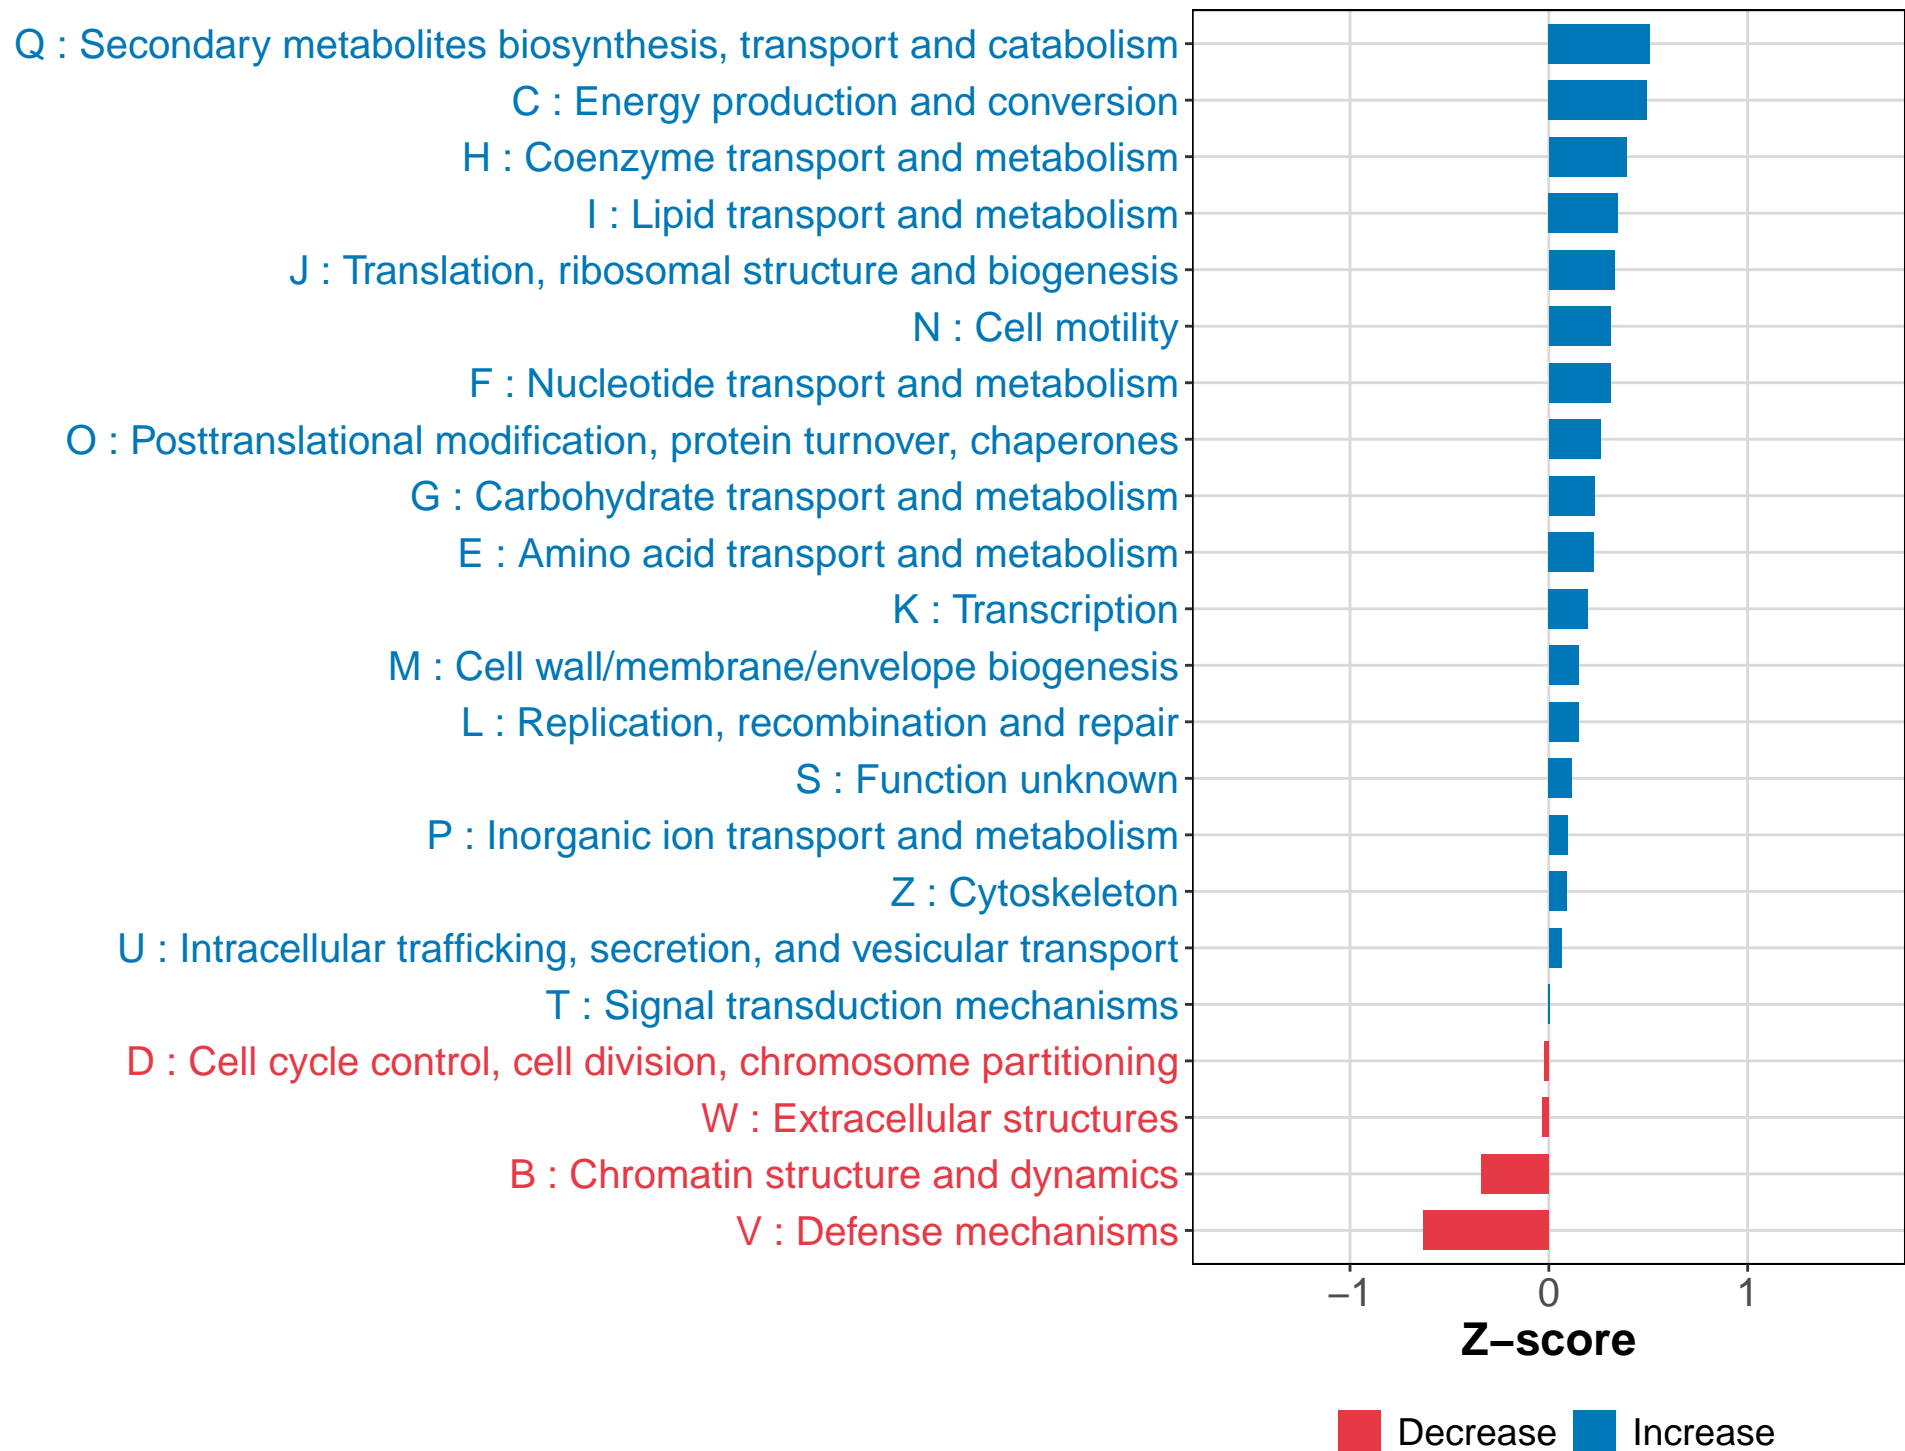 Q : Secondary metabolites biosynthesis, transport and catabolism
C : Energy production and conversion
H : Coenzyme transport and metabolism
I : Lipid transport and metabolism
J : Translation, ribosomal structure and biogenesis
N : Cell motility
F : Nucleotide transport and metabolism
O : Posttranslational modification, protein turnover, chaperones
G : Carbohydrate transport and metabolism
E : Amino acid transport and metabolism
K : Transcription
M : Cell wall/membrane/envelope biogenesis
L : Replication, recombination and repair
S : Function unknown
P : Inorganic ion transport and metabolism
Z : Cytoskeleton
U : Intracellular trafficking, secretion, and vesicular transport
T : Signal transduction mechanisms
D : Cell cycle control, cell division, chromosome partitioning
W : Extracellular structures
B : Chromatin structure and dynamics
V : Defense mechanisms
−1 0 1
Z−score
Decrease Increase